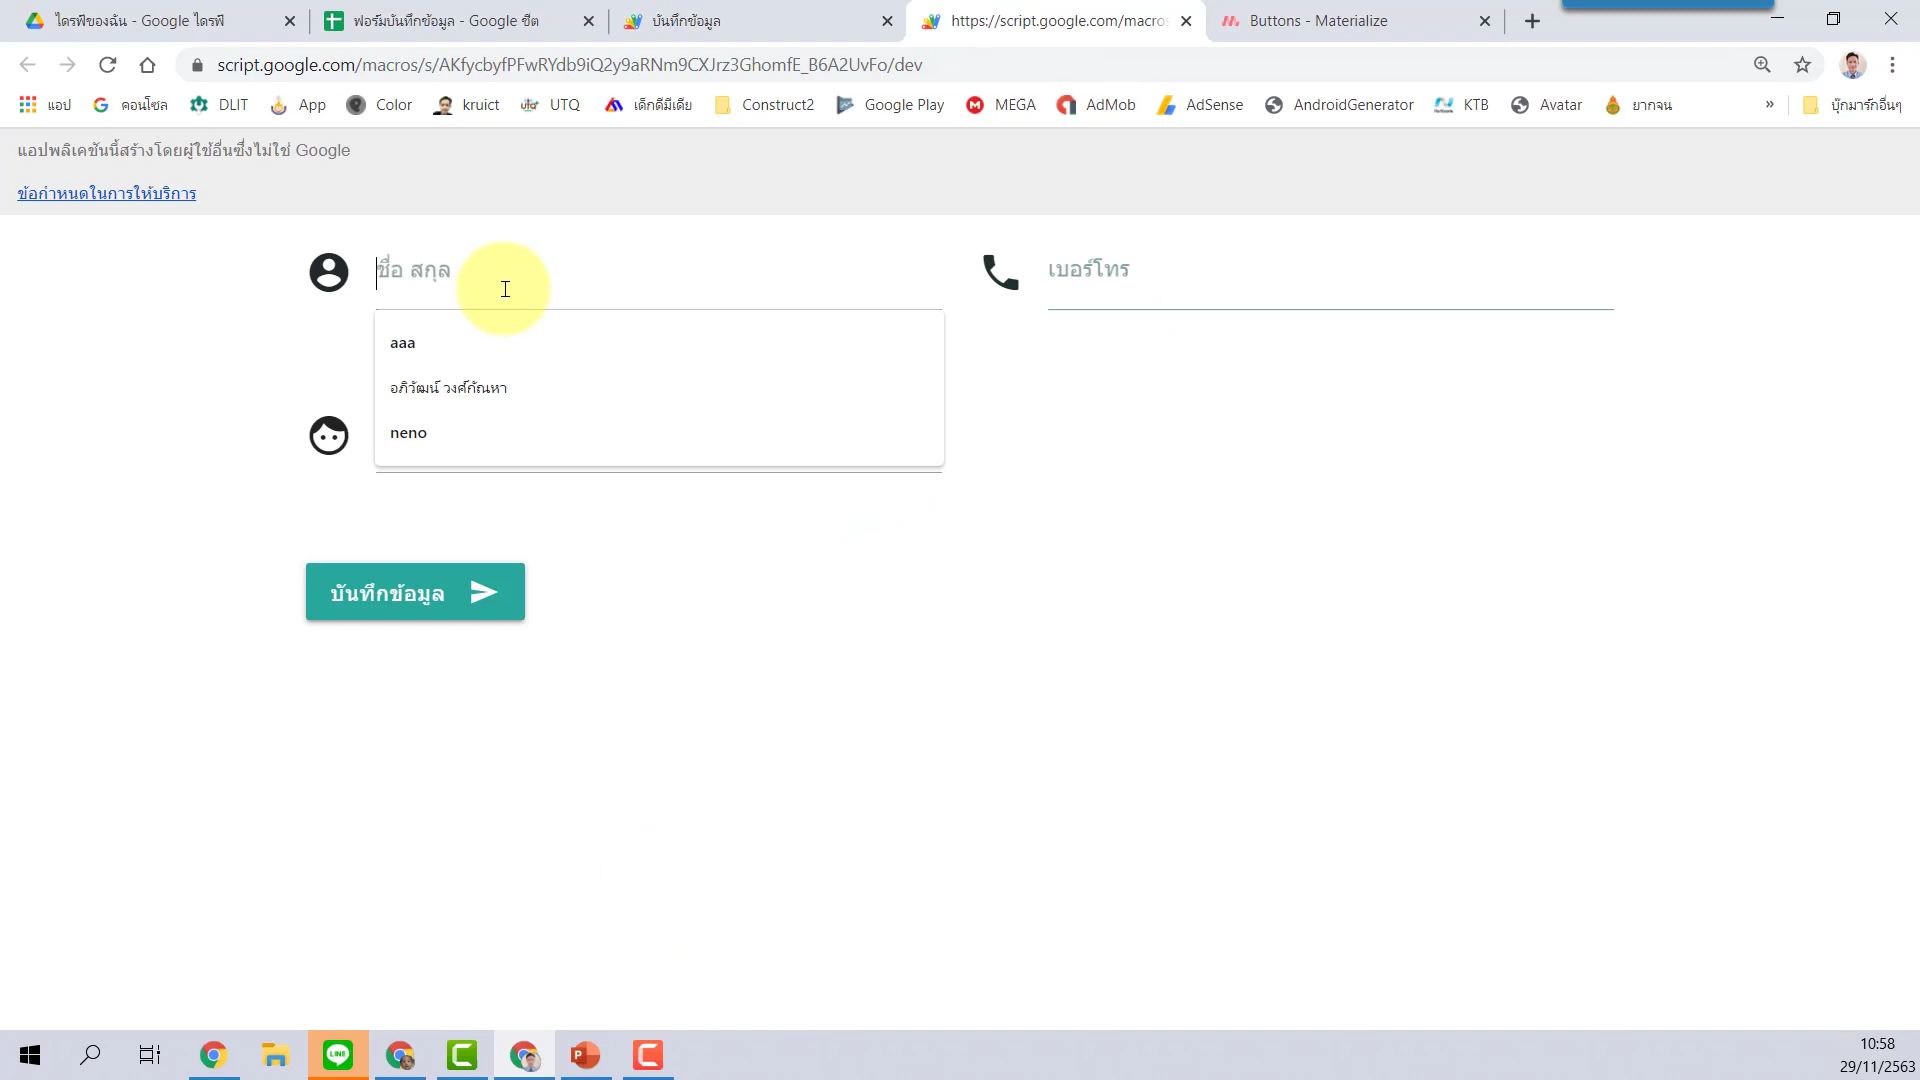 ไดรฟ์ของฉัน - Google ไดรฟ์
ฟอร์มบันทึกข้อมูล - Google ชีต
บันทึกข้อมูล
https://script.google.com/macros
Buttons - Materialize
script.google.com/macros/s/AKfycbyfPFwRYdb9iQ2y9aRNm9CXJrz3GhomfE_B6A2UvFo/dev
แอป
คอนโซล
DLIT
App
Color
kruict
UTQ
เด็กดีมีเดีย
Construct2
Google Play
MEGA
AdMob
AdSense
AndroidGenerator
KTB
Avatar
ยากจน
»
บุ๊กมาร์กอื่นๆ
แอปพลิเคชันนี้สร้างโดยผู้ใช้อื่นซึ่งไม่ใช่ Google
ข้อกำหนดในการให้บริการ
ชื่อ สกุล
เบอร์โทร
aaa
อภิวัฒน์ วงศ์กัณหา
neno
บันทึกข้อมูล
LINE
10:58
29/11/2563